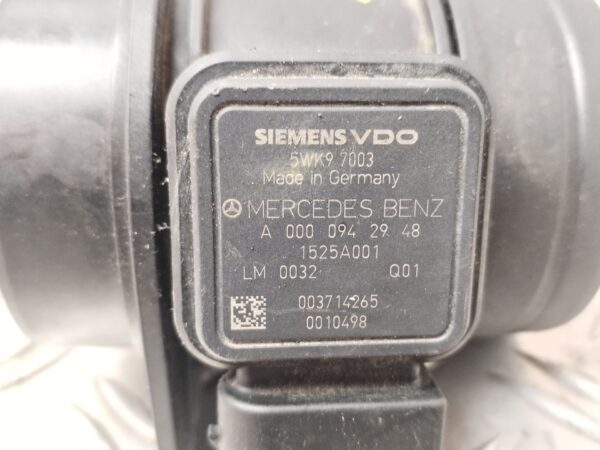 SIEMENS VDO
5WK9 7003
Made in Germany
MERCEDES BENZ
A 000 094 29 48
1525A001
LM 0032 Q01
003714265
0010498